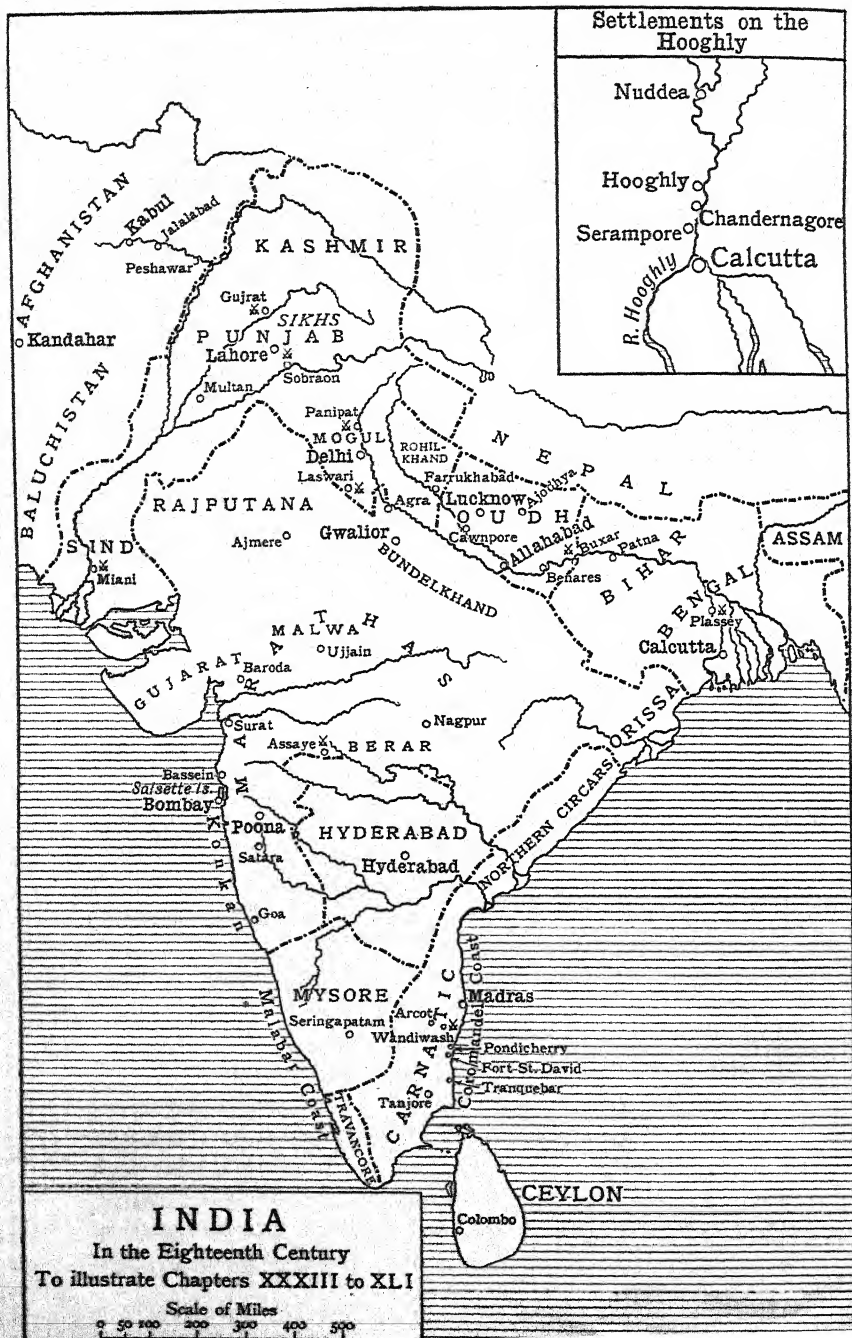 Settlements on the
Hooghly
Nuddea
Hooghly
Chandernagore
Serampore
Calcutta
R. Hooghly
AFGHANISTAN
Kabul
Jalalabad
Peshawar
KASHMIR
Gujrat
SIKHS
PUNJAB
Kandahar
Lahore
Sobraon
Multan
BALUCHISTAN
Panipat
MOGUL
Delhi
ROHIL-
KHAND
NEPAL
Laswari
Farrukhabad
Agra
Lucknow
Ajodhya
OUDH
RAJPUTANA
Ajmere
Gwalior
Cawnpore
Allahabad
Buxar
Patna
Benares
BUNDELKHAND
BIHAR
ASSAM
SIND
Miani
BENGAL
Plassey
Calcutta
MARATHAS
MALWA
Ujjain
GUJARAT
Baroda
Surat
Nagpur
Assaye
BERAR
ORISSA
Bassein
Salsette Is.
Bombay
Poona
Satara
HYDERABAD
Hyderabad
NORTHERN CIRCARS
Konkan
Goa
MYSORE
Seringapatam
Malabar Coast
CARNATIC
Coromandel Coast
Madras
Arcot
Wandiwash
Pondicherry
Fort-St. David
Tranquebar
Tanjore
TRAVANCORE
CEYLON
Colombo
INDIA
In the Eighteenth Century
To illustrate Chapters XXXIII to XLI
Scale of Miles
0 50 100 200 300 400 500